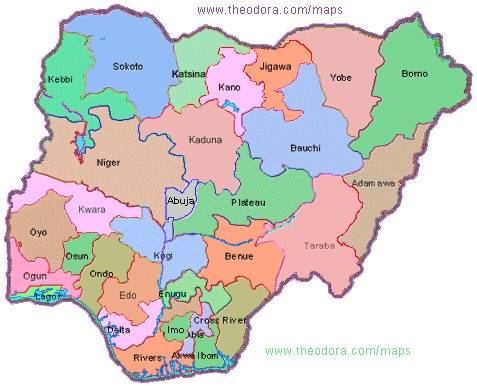 www.theodora.com/maps
Kebbi
Sokoto
Katsina
Kano
Jigawa
Yobe
Borno
Niger
Kaduna
Bauchi
Adamawa
Kwara
Abuja
Plateau
Oyo
Osun
Kogi
Benue
Taraba
Ogun
Ondo
Lagos
Edo
Enugu
Cross River
Delta
Imo
Abia
Rivers
Akwa Ibom
www.theodora.com/maps